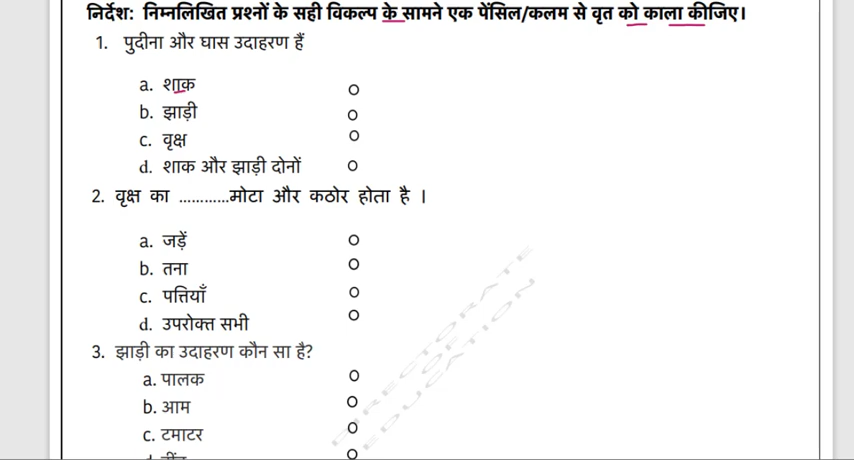 निर्देश: निम्नलिखित प्रश्नों के सही विकल्प के सामने एक पेंसिल/कलम से वृत को काला कीजिए।
1. पुदीना और घास उदाहरण हैं
a. शाक O
b. झाड़ी O
c. वृक्ष O
d. शाक और झाड़ी दोनों O
2. वृक्ष का ............मोटा और कठोर होता है ।
a. जड़ें O
b. तना O
c. पत्तियाँ O
d. उपरोक्त सभी O
3. झाड़ी का उदाहरण कौन सा है?
a. पालक O
b. आम O
c. टमाटर O